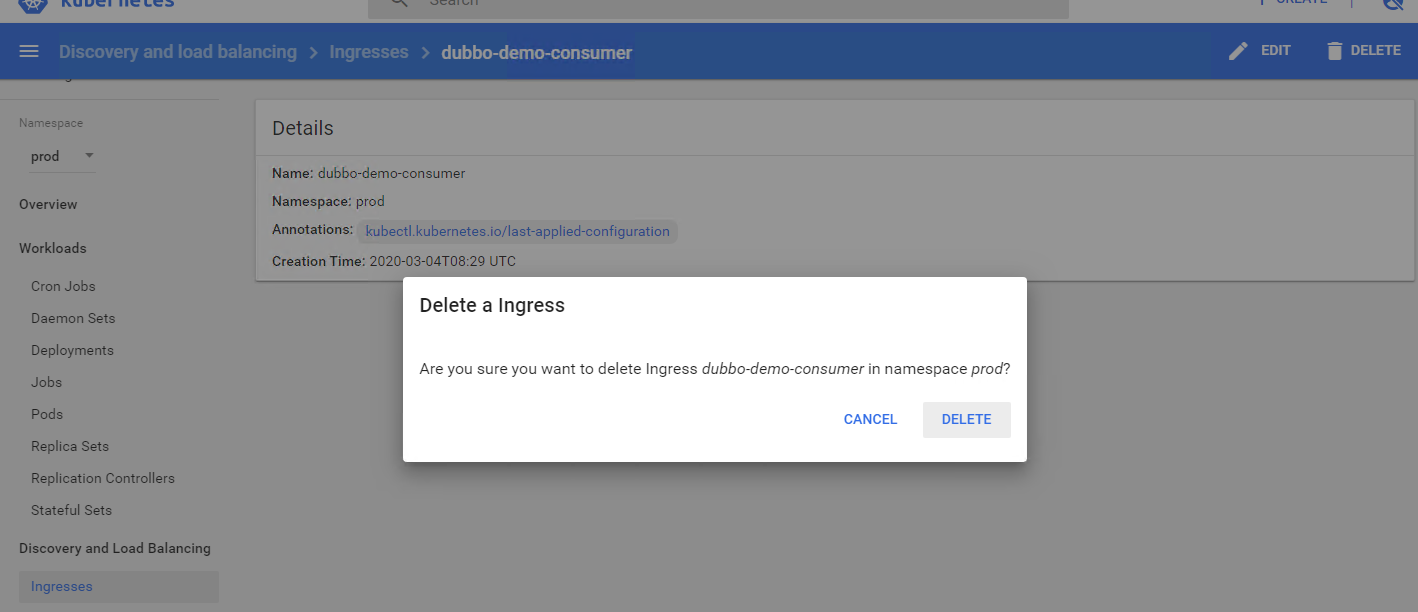 kubernetes
Search
CREATE
Discovery and load balancing > Ingresses > dubbo-demo-consumer
EDIT
DELETE
Namespace
prod
Overview
Workloads
Cron Jobs
Daemon Sets
Deployments
Jobs
Pods
Replica Sets
Replication Controllers
Stateful Sets
Discovery and Load Balancing
Ingresses
Details
Name: dubbo-demo-consumer
Namespace: prod
Annotations: kubectl.kubernetes.io/last-applied-configuration
Creation Time: 2020-03-04T08:29 UTC
Delete a Ingress
Are you sure you want to delete Ingress dubbo-demo-consumer in namespace prod?
CANCEL
DELETE